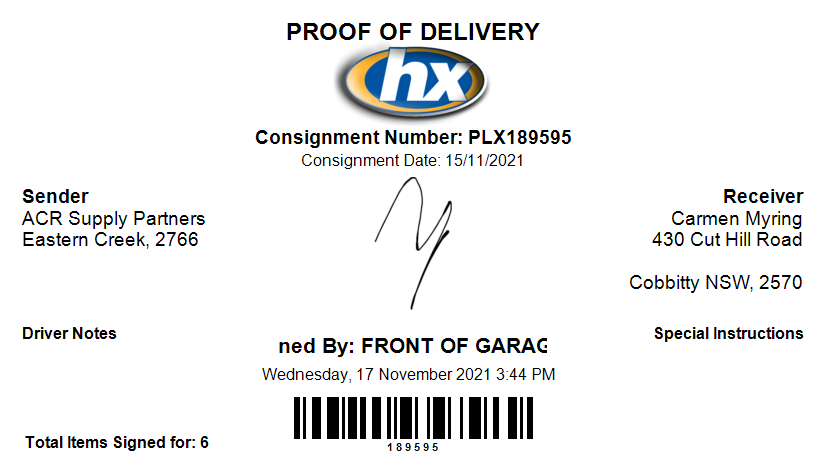 PROOF OF DELIVERY
hx
Consignment Number: PLX189595
Consignment Date: 15/11/2021
Sender
ACR Supply Partners
Eastern Creek, 2766
Receiver
Carmen Myring
430 Cut Hill Road
Cobbitty NSW, 2570
Driver Notes
Special Instructions
ned By: FRONT OF GARAG
Wednesday, 17 November 2021 3:44 PM
189595
Total Items Signed for: 6